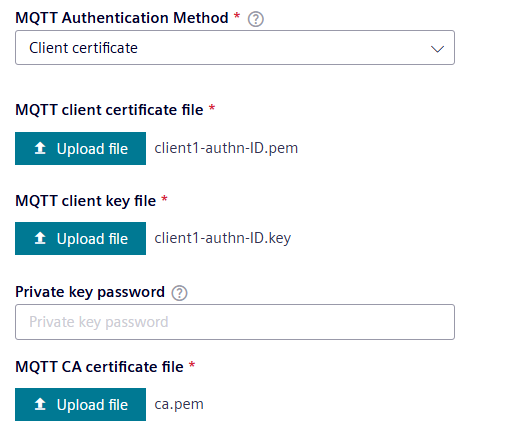 MQTT Authentication Method * ?
Client certificate
MQTT client certificate file *
Upload file client1-authn-ID.pem
MQTT client key file *
Upload file client1-authn-ID.key
Private key password ?
Private key password
MQTT CA certificate file *
Upload file ca.pem